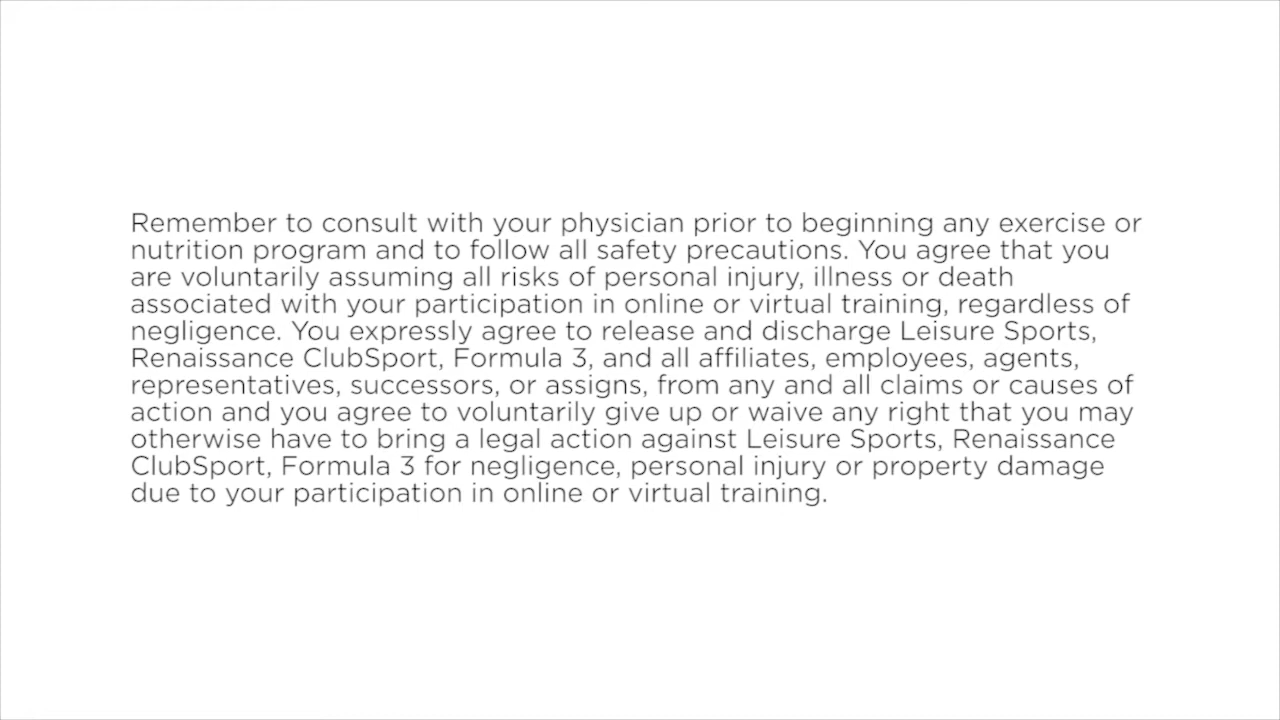 Remember to consult with your physician prior to beginning any exercise or
nutrition program and to follow all safety precautions. You agree that you
are voluntarily assuming all risks of personal injury, illness or death
associated with your participation in online or virtual training, regardless of
negligence. You expressly agree to release and discharge Leisure Sports,
Renaissance ClubSport, Formula 3, and all affiliates, employees, agents,
representatives, successors, or assigns, from any and all claims or causes of
action and you agree to voluntarily give up or waive any right that you may
otherwise have to bring a legal action against Leisure Sports, Renaissance
ClubSport, Formula 3 for negligence, personal injury or property damage
due to your participation in online or virtual training.